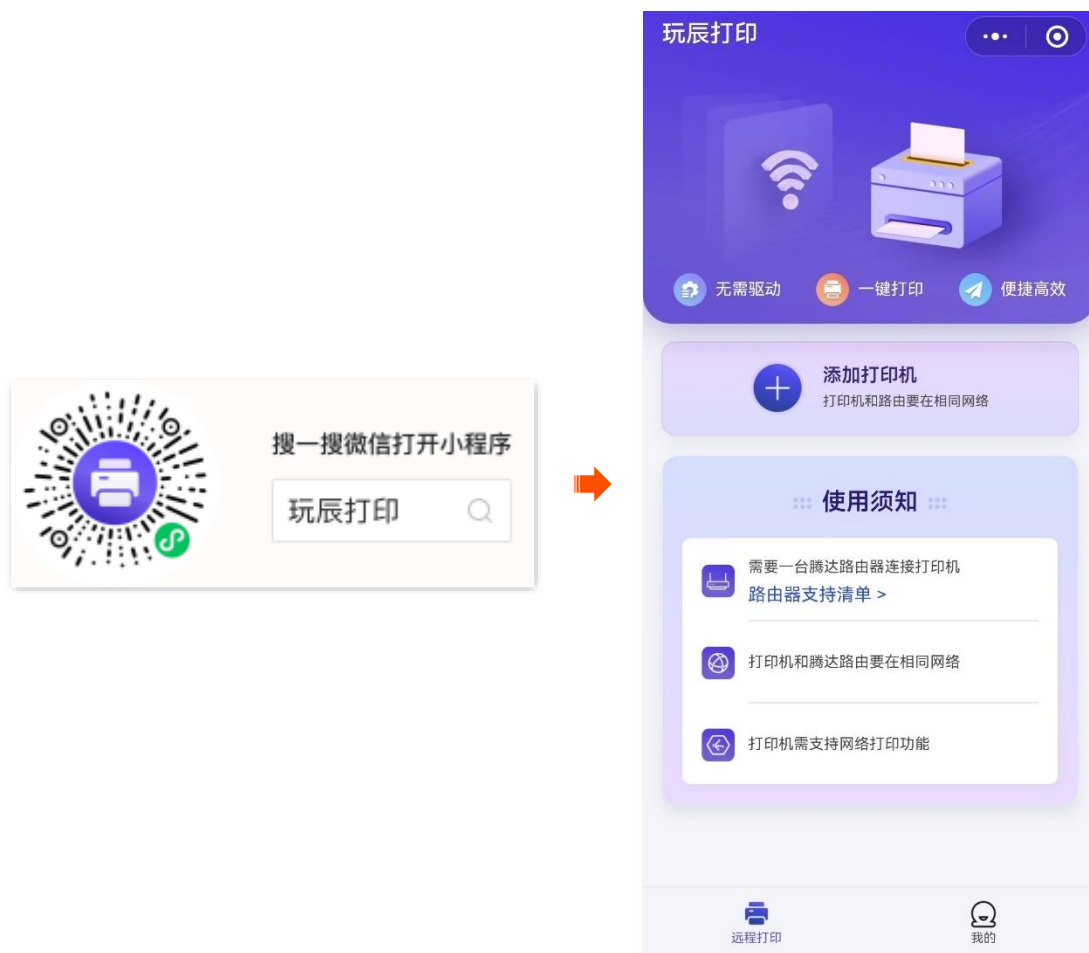 搜一搜微信打开小程序
玩辰打印
玩辰打印
无需驱动
一键打印
便捷高效
添加打印机
打印机和路由要在相同网络
使用须知
需要一台腾达路由器连接打印机
路由器支持清单 >
打印机和腾达路由要在相同网络
打印机需支持网络打印功能
远程打印
我的